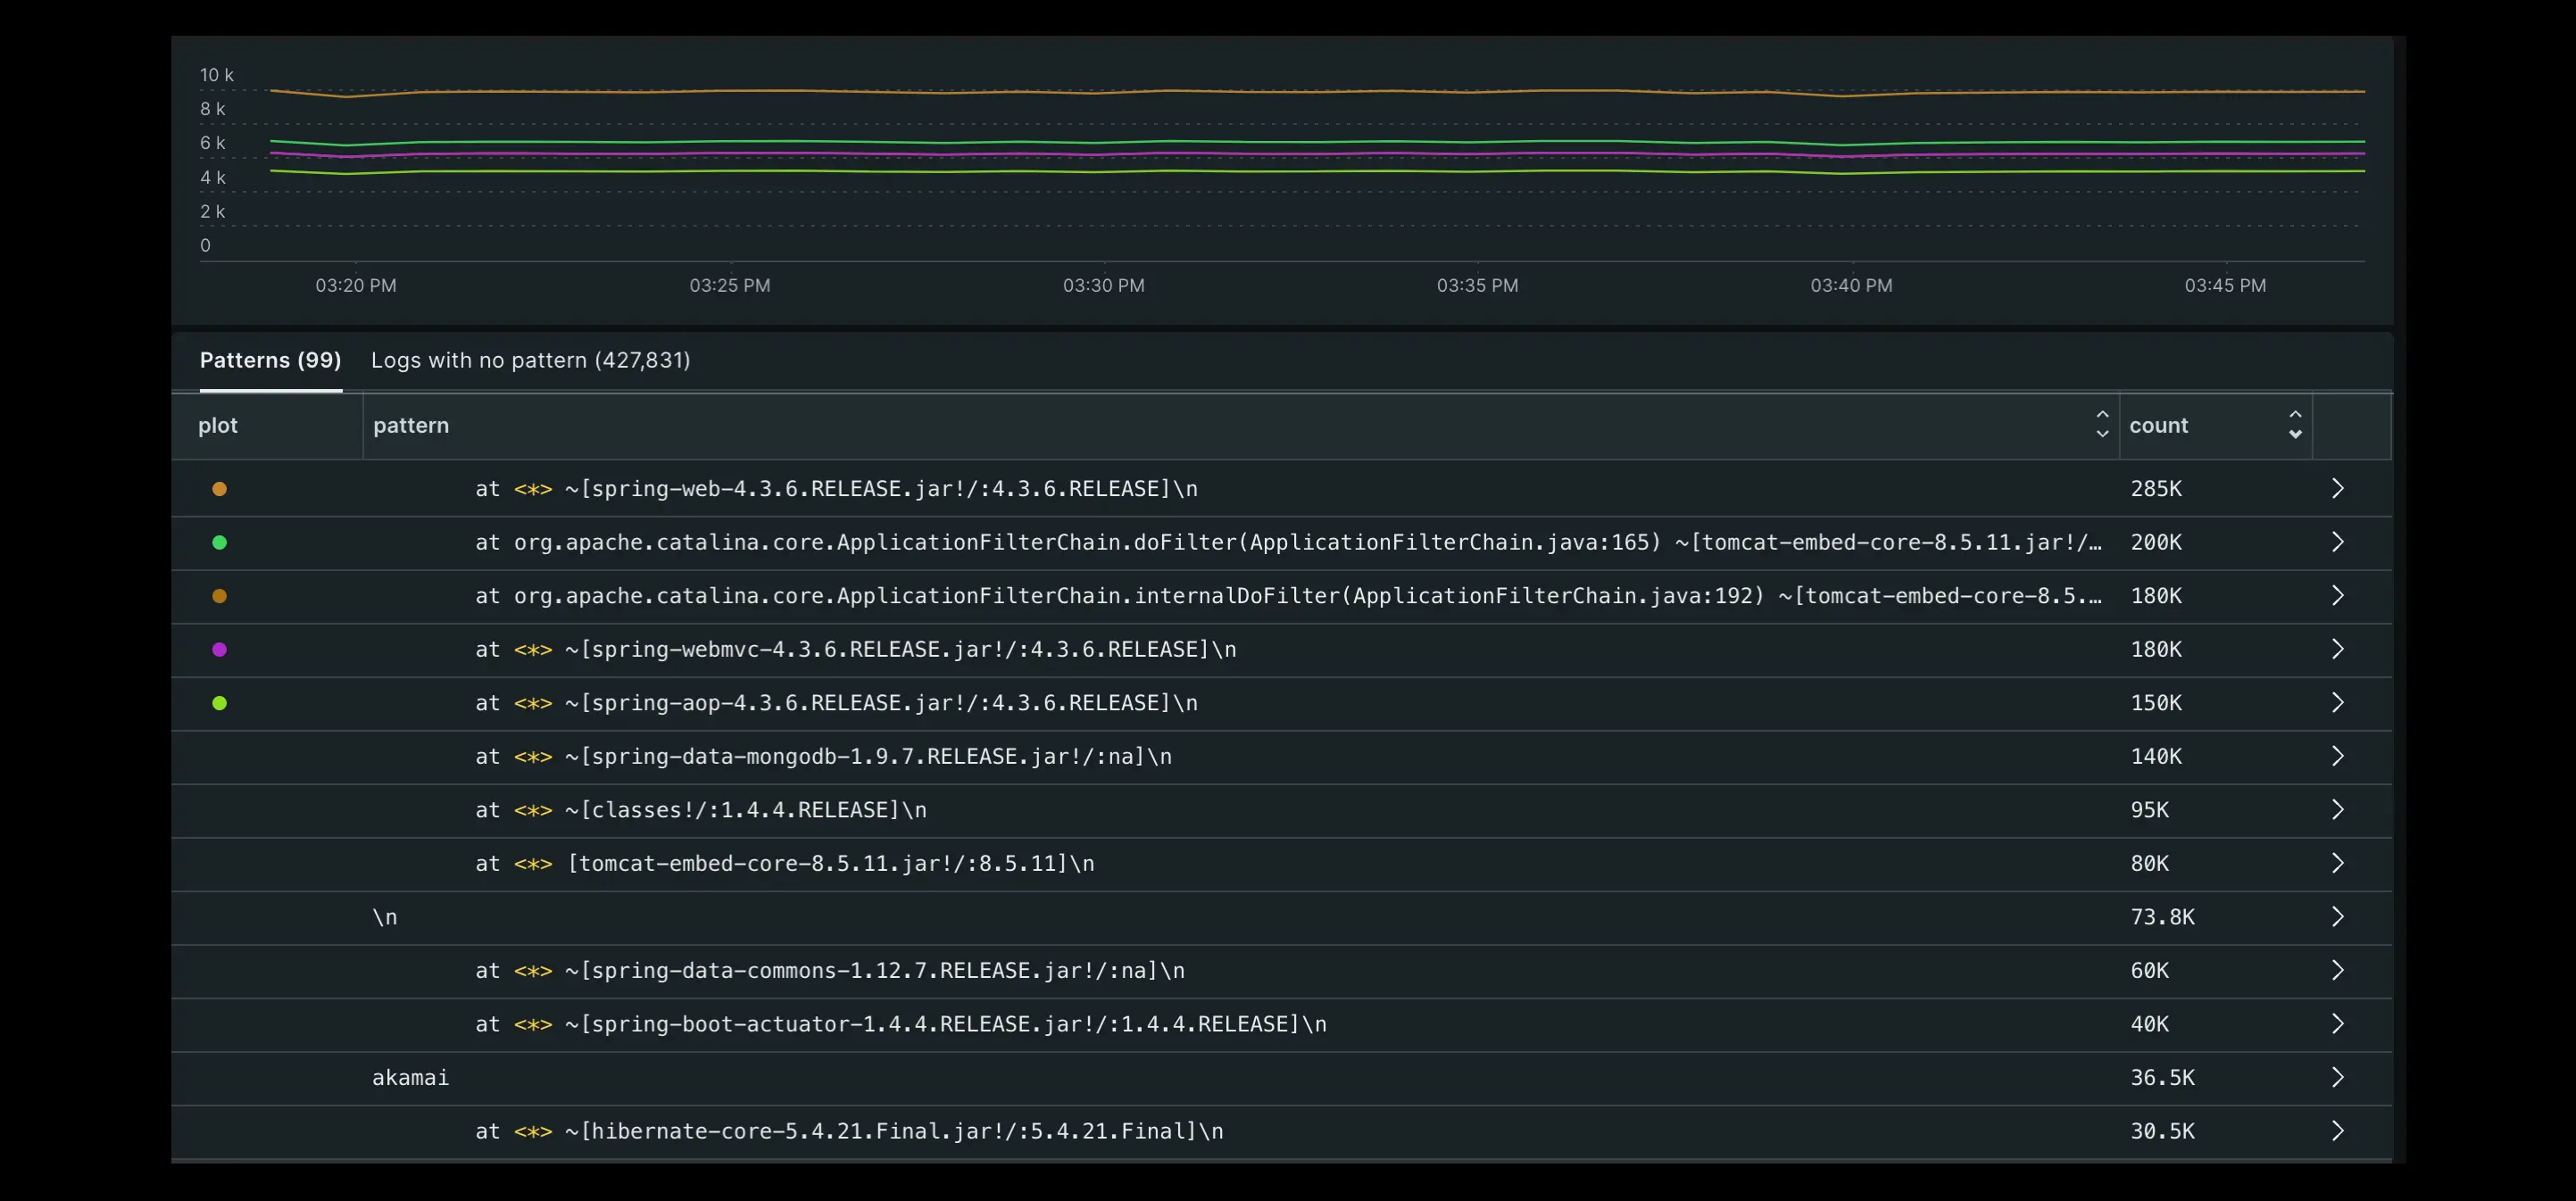 10 k
8 k
6 k
4 k
2 k
0
03:20 PM 03:25 PM 03:30 PM 03:35 PM 03:40 PM 03:45 PM
Patterns (99) Logs with no pattern (427,831)
plot pattern count
at <*> ~[spring-web-4.3.6.RELEASE.jar!/:4.3.6.RELEASE]\n 285K
at org.apache.catalina.core.ApplicationFilterChain.doFilter(ApplicationFilterChain.java:165) ~[tomcat-embed-core-8.5.11.jar!/… 200K
at org.apache.catalina.core.ApplicationFilterChain.internalDoFilter(ApplicationFilterChain.java:192) ~[tomcat-embed-core-8.5.… 180K
at <*> ~[spring-webmvc-4.3.6.RELEASE.jar!/:4.3.6.RELEASE]\n 180K
at <*> ~[spring-aop-4.3.6.RELEASE.jar!/:4.3.6.RELEASE]\n 150K
at <*> ~[spring-data-mongodb-1.9.7.RELEASE.jar!/:na]\n 140K
at <*> ~[classes!/:1.4.4.RELEASE]\n 95K
at <*> [tomcat-embed-core-8.5.11.jar!/:8.5.11]\n 80K
\n 73.8K
at <*> ~[spring-data-commons-1.12.7.RELEASE.jar!/:na]\n 60K
at <*> ~[spring-boot-actuator-1.4.4.RELEASE.jar!/:1.4.4.RELEASE]\n 40K
akamai 36.5K
at <*> ~[hibernate-core-5.4.21.Final.jar!/:5.4.21.Final]\n 30.5K